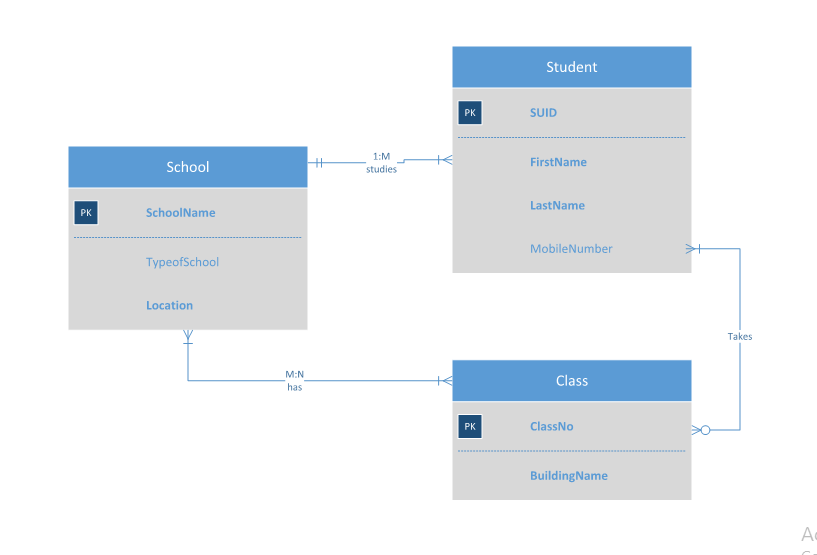 Student
PK SUID
FirstName
LastName
MobileNumber
School
PK SchoolName
TypeofSchool
Location
1:M
studies
Takes
M:N
has
Class
PK ClassNo
BuildingName